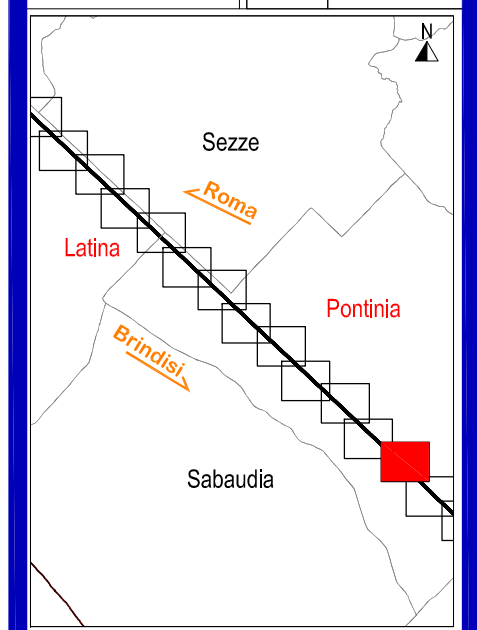 N
Sezze
Roma
Latina
Pontinia
Brindisi
Sabaudia